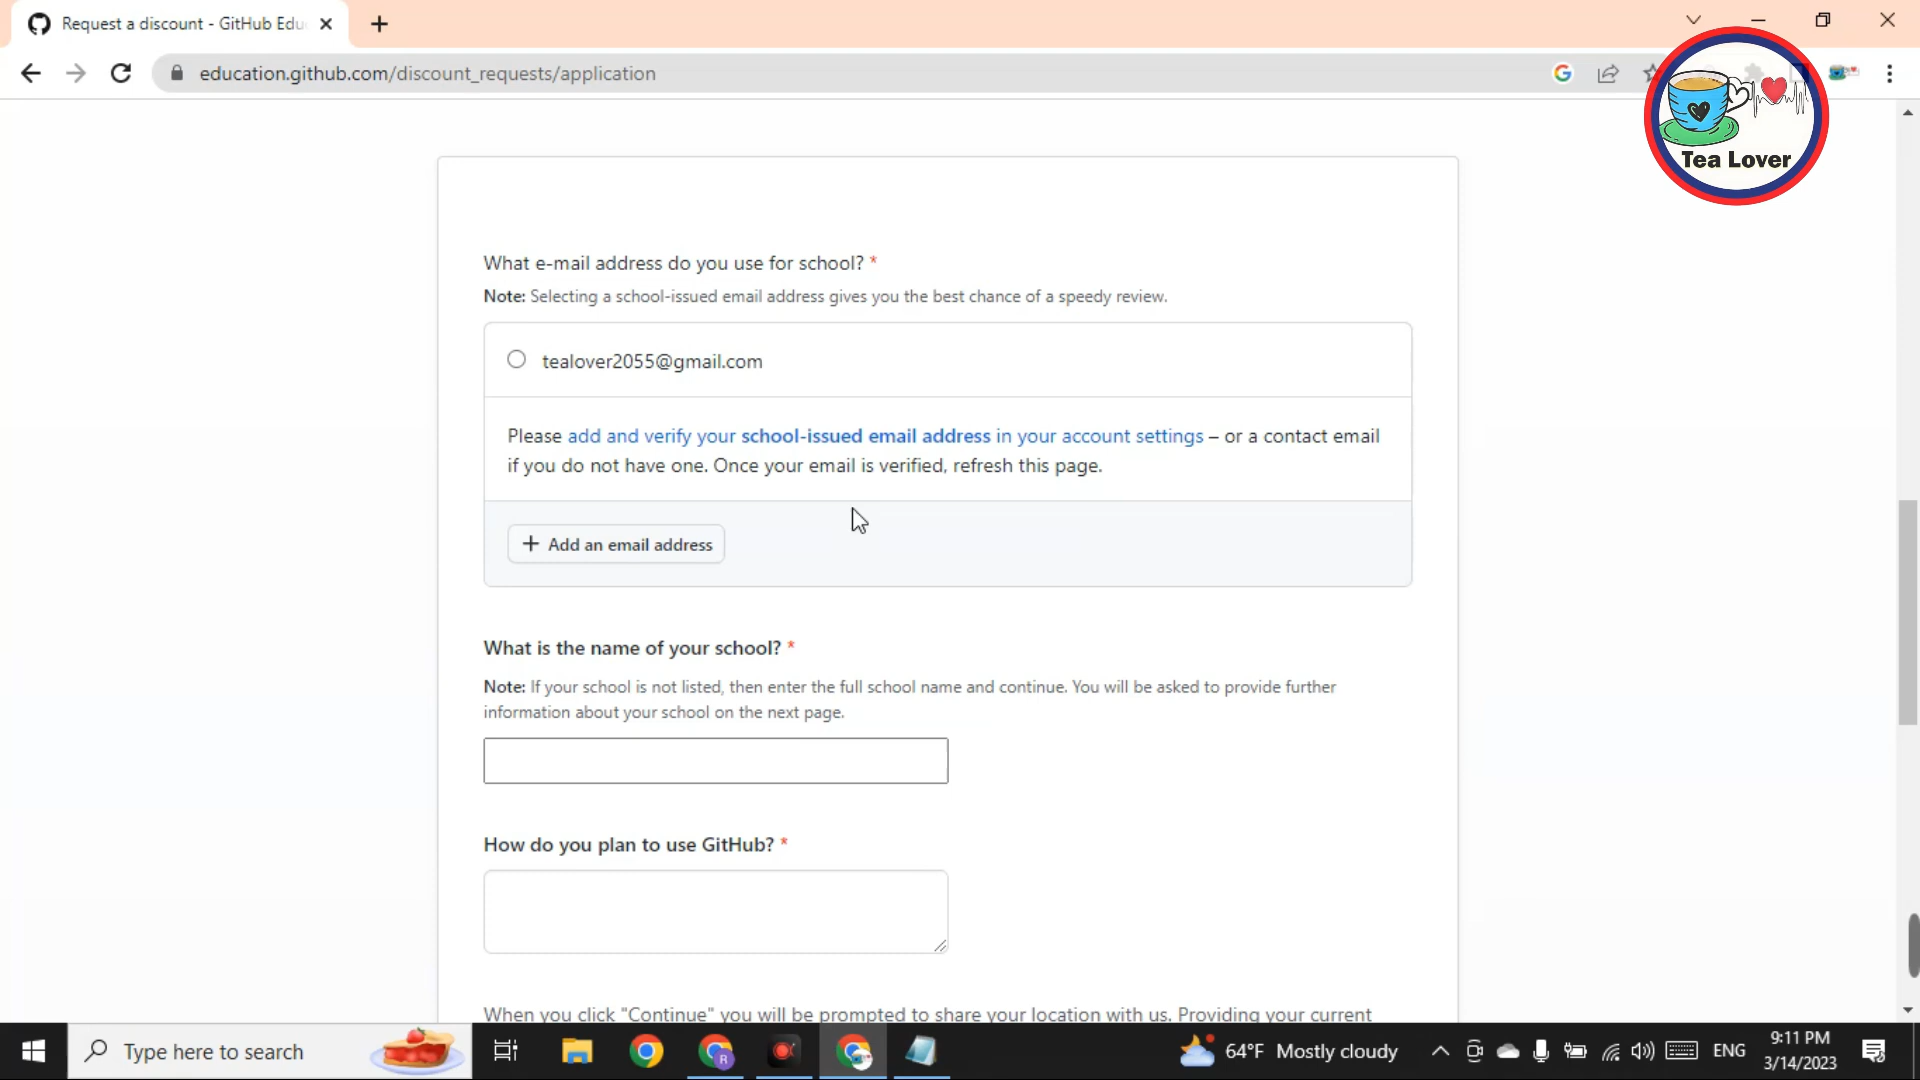 Request a discount - GitHub Edu
education.github.com/discount_requests/application
Tea Lover
What e-mail address do you use for school? *
Note: Selecting a school-issued email address gives you the best chance of a speedy review.
tealover2055@gmail.com
Please add and verify your school-issued email address in your account settings – or a contact email
if you do not have one. Once your email is verified, refresh this page.
+ Add an email address
What is the name of your school? *
Note: If your school is not listed, then enter the full school name and continue. You will be asked to provide further
information about your school on the next page.
How do you plan to use GitHub? *
When you click "Continue" you will be prompted to share your location with us. Providing your current
Type here to search
R
64°F Mostly cloudy
ENG
9:11 PM
3/14/2023